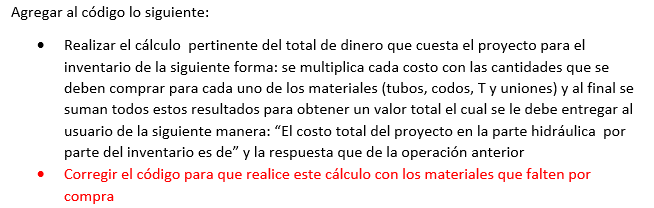 Agregar al código lo siguiente:
• Realizar el cálculo pertinente del total de dinero que cuesta el proyecto para el
inventario de la siguiente forma: se multiplica cada costo con las cantidades que se
deben comprar para cada uno de los materiales (tubos, codos, T y uniones) y al final se
suman todos estos resultados para obtener un valor total el cual se le debe entregar al
usuario de la siguiente manera: “El costo total del proyecto en la parte hidráulica por
parte del inventario es de” y la respuesta que de la operación anterior
• Corregir el código para que realice este cálculo con los materiales que falten por
compra